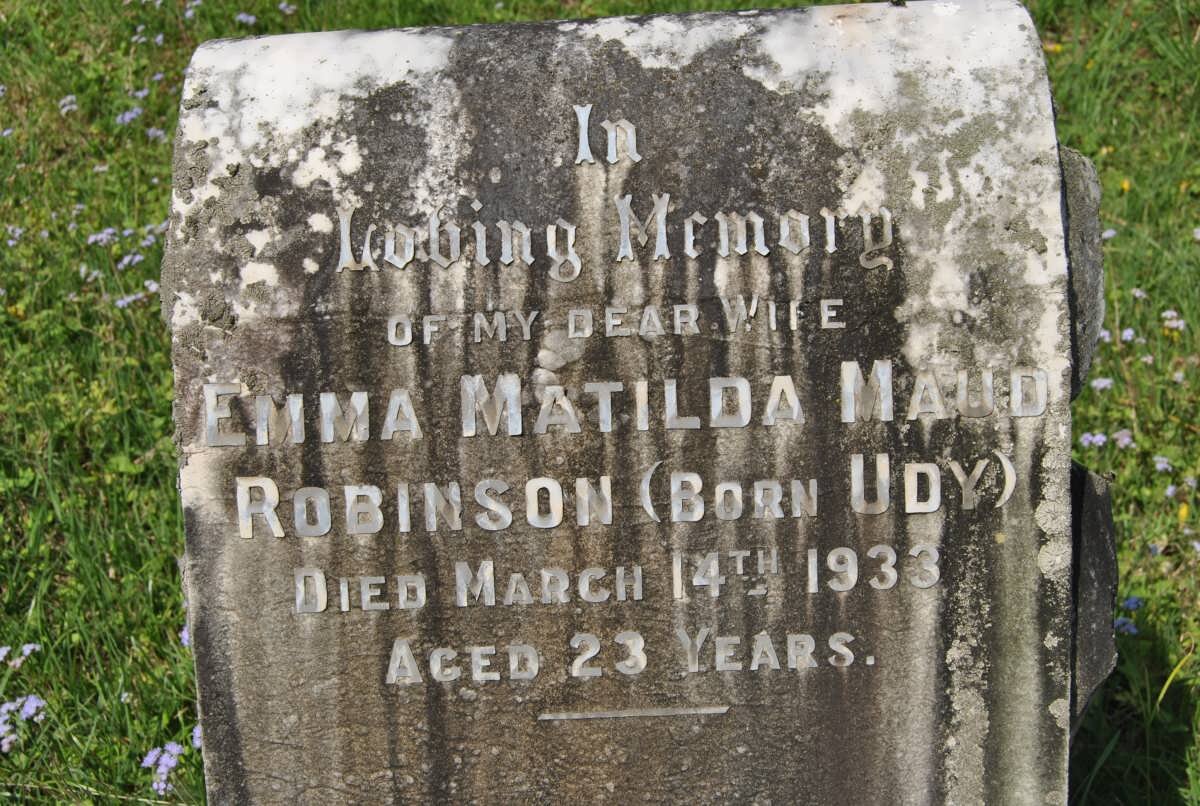 In
Loving Memory
OF MY DEAR WIFE
EMMA MATILDA MAUD
ROBINSON (BORN UDY)
DIED MARCH 14TH 1933
AGED 23 YEARS.